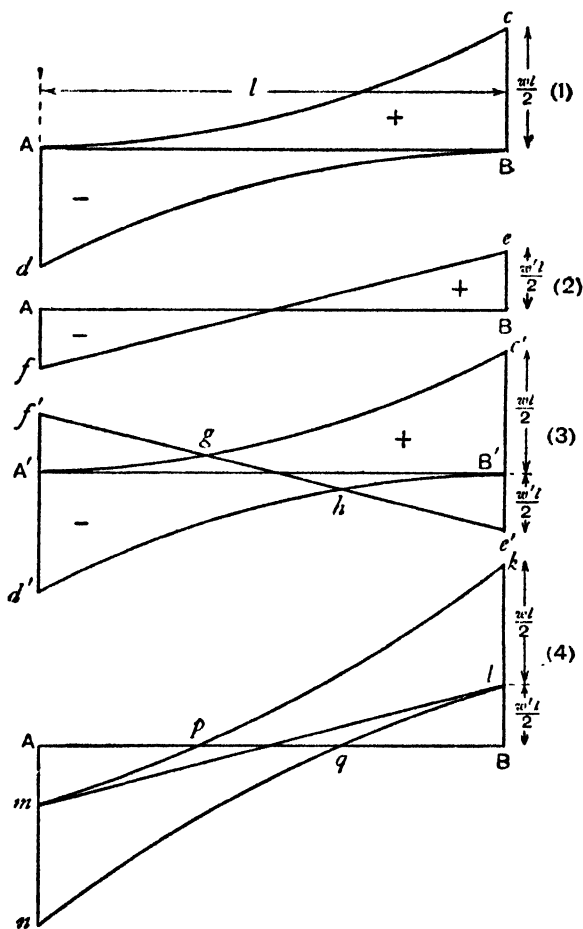 c
l
wl/2 (1)
+
A
B
−
d
e
w'l/2 (2)
A
+
−
B
f
c'
f'
g
wl/2
+
(3)
A'
B'
−
h
w'l/2
e'
d'
k
wl/2
(4)
l
p
w'l/2
A
q
B
m
n